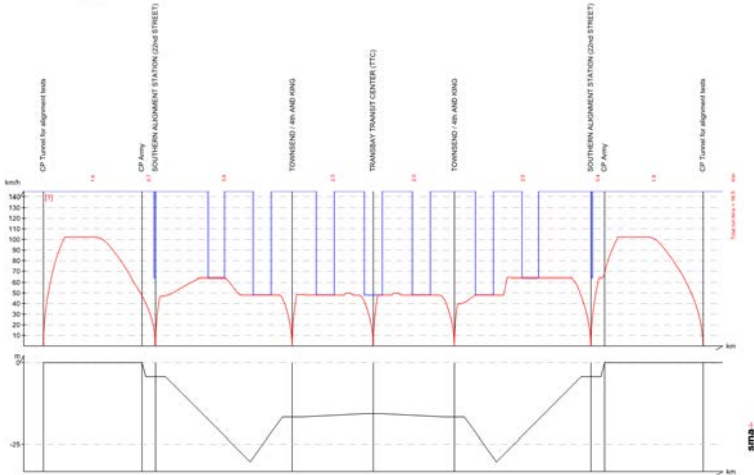 CP Tunnel for alignment tests
CP Army
SOUTHERN ALIGNMENT STATION (22nd STREET)
TOWNSEND / 4th AND KING
TRANSBAY TRANSIT CENTER (TTC)
TOWNSEND / 4th AND KING
SOUTHERN ALIGNMENT STATION (22nd STREET)
CP Army
CP Tunnel for alignment tests
km/h
[1]
140
130
120
110
100
90
80
70
60
50
40
30
20
10
km
m
0
-25
km
sma+